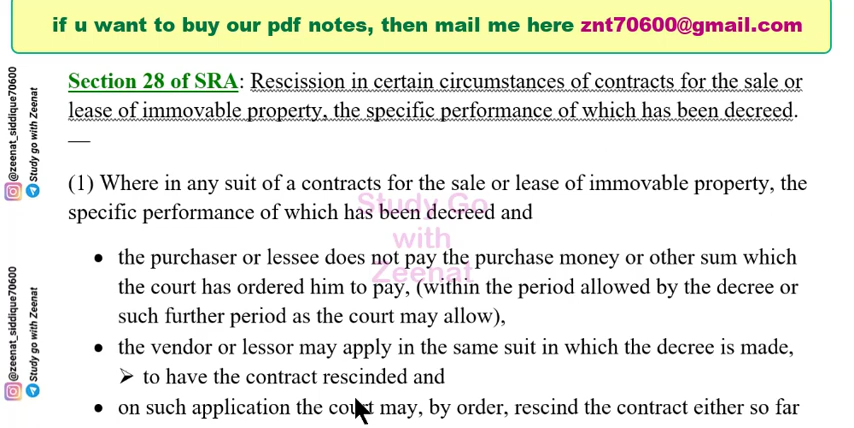 if u want to buy our pdf notes, then mail me here znt70600@gmail.com
Section 28 of SRA: Rescission in certain circumstances of contracts for the sale or
lease of immovable property, the specific performance of which has been decreed.
—
(1) Where in any suit of a contracts for the sale or lease of immovable property, the
specific performance of which has been decreed and
• the purchaser or lessee does not pay the purchase money or other sum which
the court has ordered him to pay, (within the period allowed by the decree or
such further period as the court may allow),
• the vendor or lessor may apply in the same suit in which the decree is made,
➤ to have the contract rescinded and
• on such application the court may, by order, rescind the contract either so far
Study Go
with
Zeenat
@zeenat_siddique70600
Study go with Zeenat
@zeenat_siddique70600
Study go with Zeenat